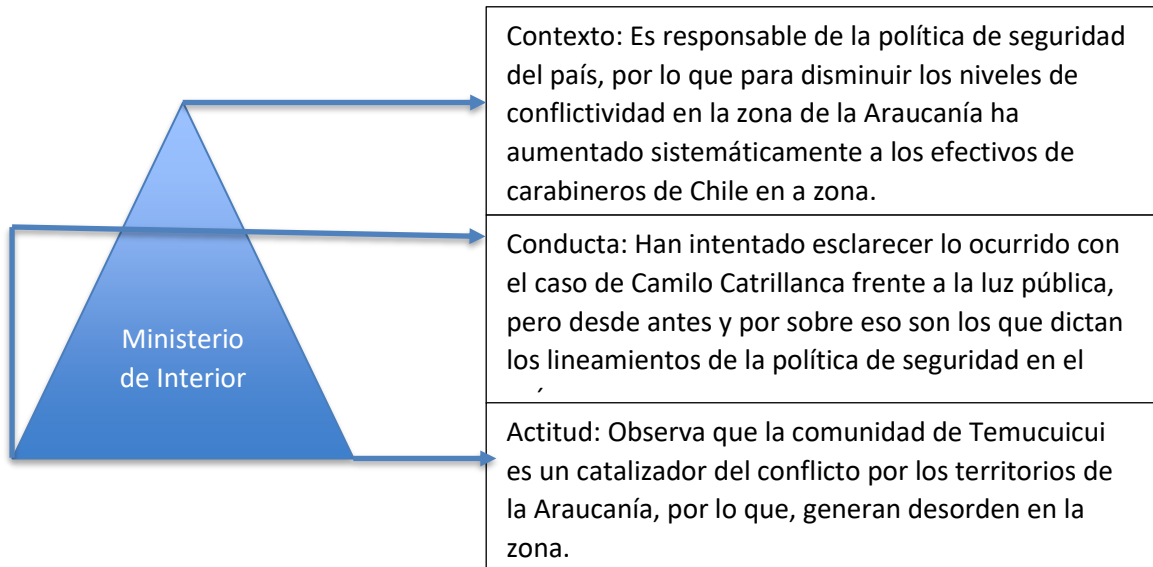 Contexto: Es responsable de la política de seguridad
del país, por lo que para disminuir los niveles de
conflictividad en la zona de la Araucanía ha
aumentado sistemáticamente a los efectivos de
carabineros de Chile en a zona.
Conducta: Han intentado esclarecer lo ocurrido con
el caso de Camilo Catrillanca frente a la luz pública,
pero desde antes y por sobre eso son los que dictan
los lineamientos de la política de seguridad en el
Ministerio
de Interior
Actitud: Observa que la comunidad de Temucuicui
es un catalizador del conflicto por los territorios de
la Araucanía, por lo que, generan desorden en la
zona.